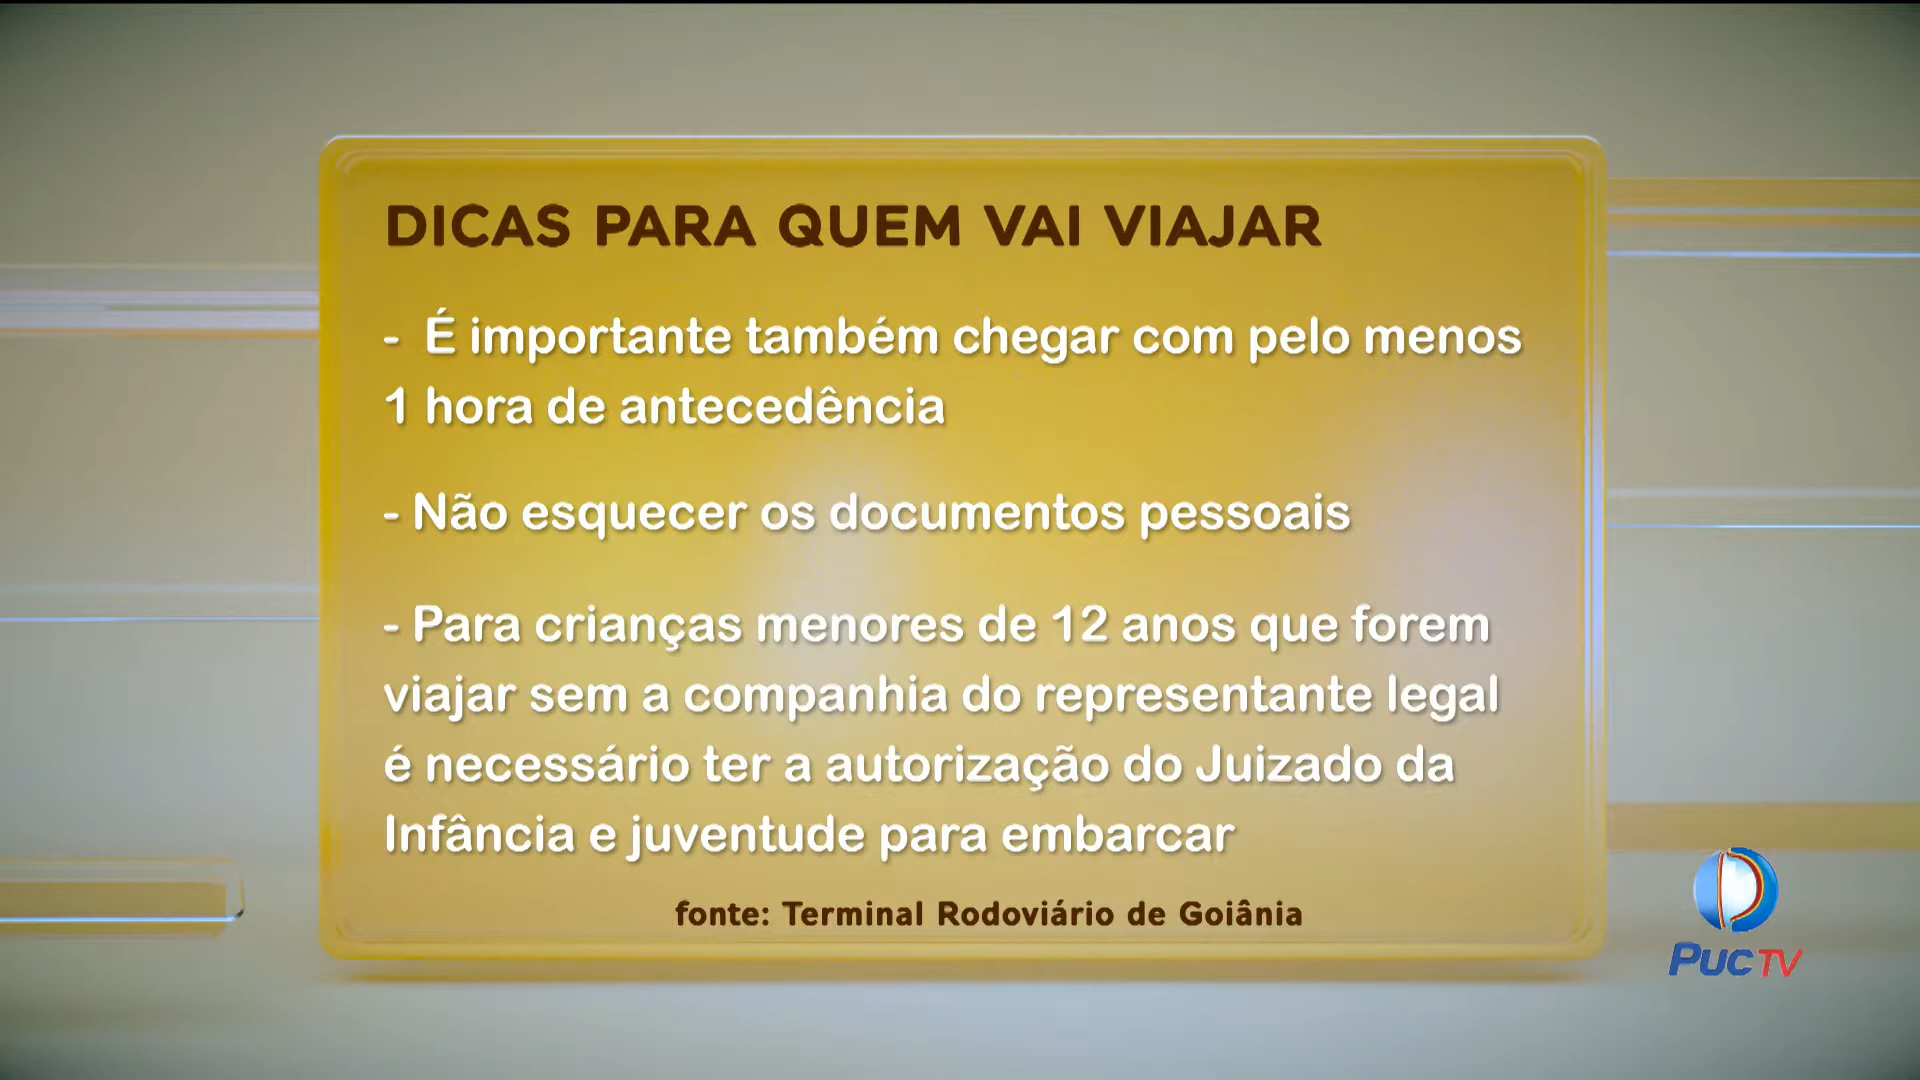 DICAS PARA QUEM VAI VIAJAR
- É importante também chegar com pelo menos
1 hora de antecedência
- Não esquecer os documentos pessoais
- Para crianças menores de 12 anos que forem
viajar sem a companhia do representante legal
é necessário ter a autorização do Juizado da
Infância e juventude para embarcar
fonte: Terminal Rodoviário de Goiânia
PUC TV